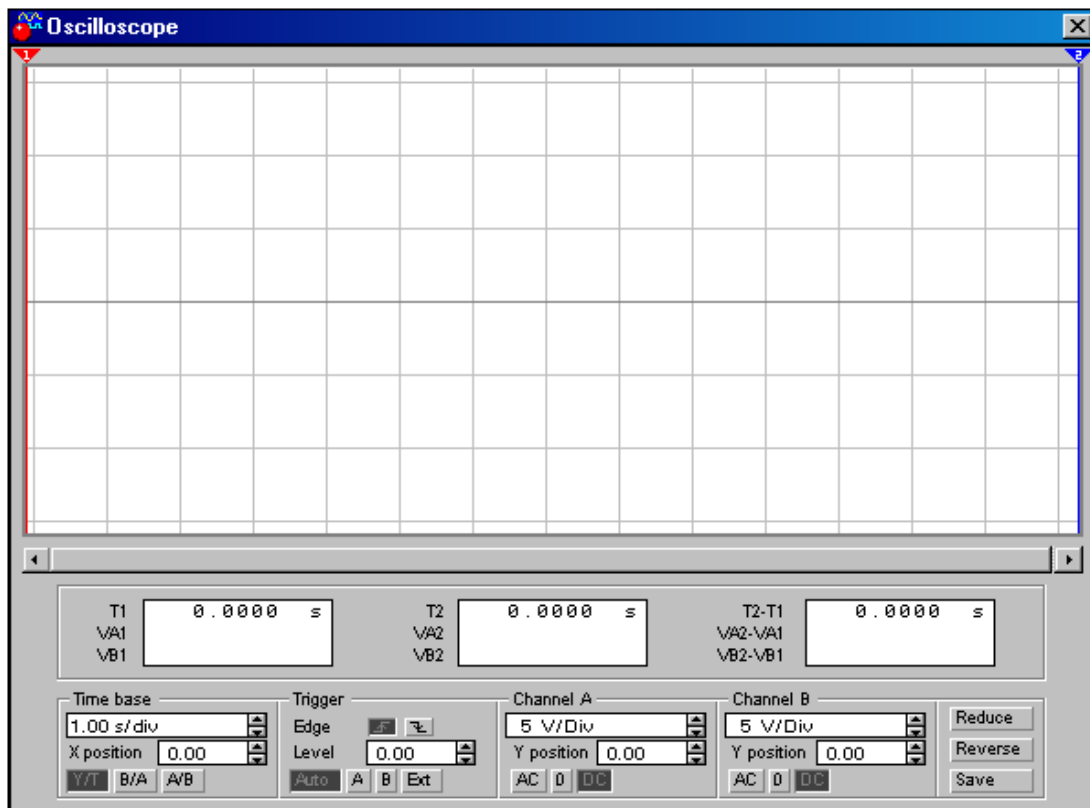 Oscilloscope
1 2
T1 0.0000 s T2 0.0000 s T2-T1 0.0000 s
VA1 VA2 VA2-VA1
VB1 VB2 VB2-VB1
Time base Trigger Channel A Channel B
1.00 s/div Edge 5 V/Div 5 V/Div Reduce
X position 0.00 Level 0.00 Y position 0.00 Y position 0.00 Reverse
Y/T B/A A/B Auto A B Ext AC 0 DC AC 0 DC Save